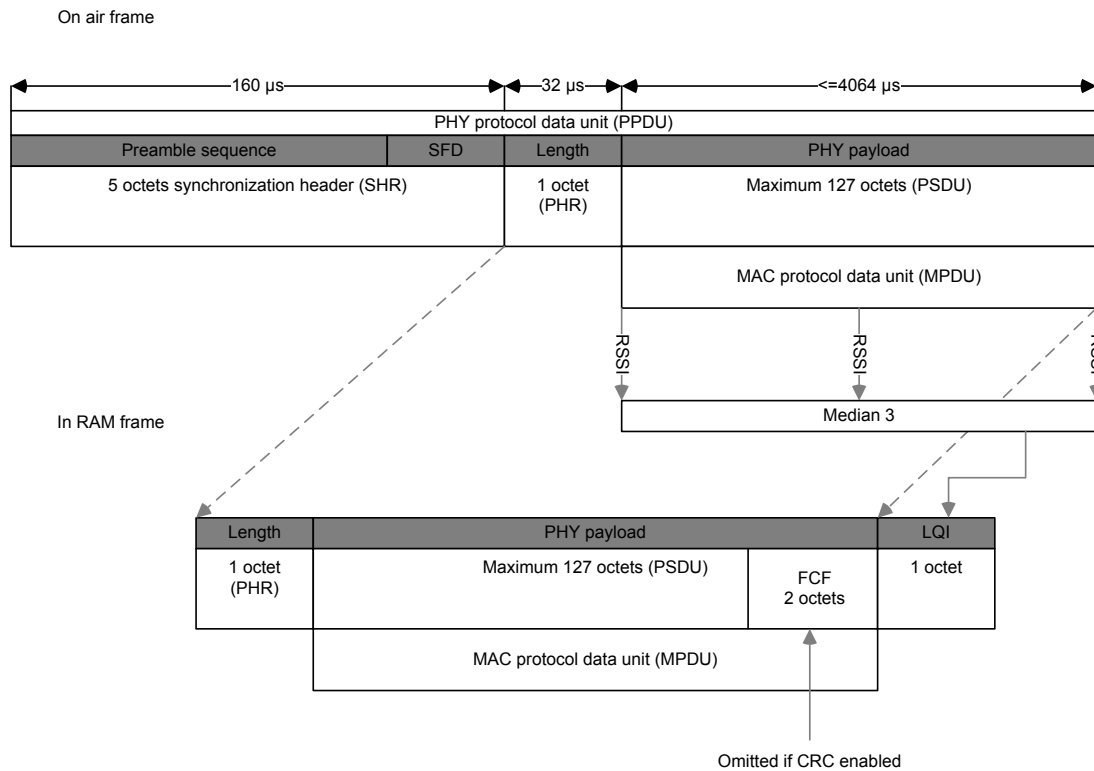 On air frame
160 µs
32 µs
<=4064 µs
PHY protocol data unit (PPDU)
Preamble sequence
SFD
Length
PHY payload
5 octets synchronization header (SHR)
1 octet
(PHR)
Maximum 127 octets (PSDU)
MAC protocol data unit (MPDU)
RSSI
RSSI
RSSI
Median 3
In RAM frame
Length
PHY payload
LQI
1 octet
(PHR)
Maximum 127 octets (PSDU)
FCF
2 octets
1 octet
MAC protocol data unit (MPDU)
Omitted if CRC enabled